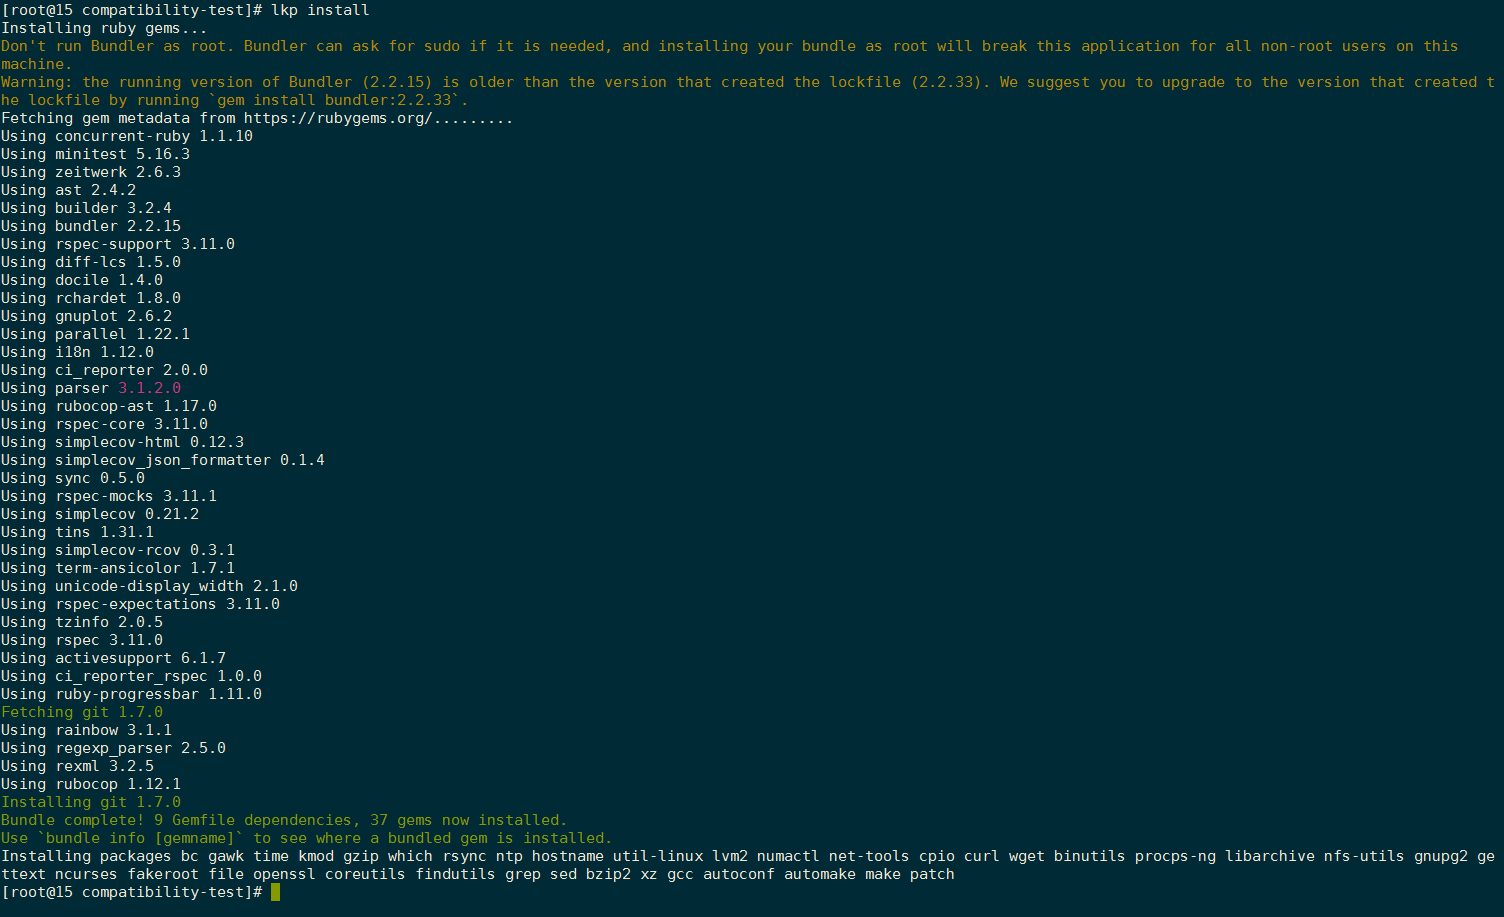 [root@15 compatibility-test]# lkp install
Installing ruby gems...
Don't run Bundler as root. Bundler can ask for sudo if it is needed, and installing your bundle as root will break this application for all non-root users on this
machine.
Warning: the running version of Bundler (2.2.15) is older than the version that created the lockfile (2.2.33). We suggest you to upgrade to the version that created t
he lockfile by running `gem install bundler:2.2.33`.
Fetching gem metadata from https://rubygems.org/.........
Using concurrent-ruby 1.1.10
Using minitest 5.16.3
Using zeitwerk 2.6.3
Using ast 2.4.2
Using builder 3.2.4
Using bundler 2.2.15
Using rspec-support 3.11.0
Using diff-lcs 1.5.0
Using docile 1.4.0
Using rchardet 1.8.0
Using gnuplot 2.6.2
Using parallel 1.22.1
Using i18n 1.12.0
Using ci_reporter 2.0.0
Using parser 3.1.2.0
Using rubocop-ast 1.17.0
Using rspec-core 3.11.0
Using simplecov-html 0.12.3
Using simplecov_json_formatter 0.1.4
Using sync 0.5.0
Using rspec-mocks 3.11.1
Using simplecov 0.21.2
Using tins 1.31.1
Using simplecov-rcov 0.3.1
Using term-ansicolor 1.7.1
Using unicode-display_width 2.1.0
Using rspec-expectations 3.11.0
Using tzinfo 2.0.5
Using rspec 3.11.0
Using activesupport 6.1.7
Using ci_reporter_rspec 1.0.0
Using ruby-progressbar 1.11.0
Fetching git 1.7.0
Using rainbow 3.1.1
Using regexp_parser 2.5.0
Using rexml 3.2.5
Using rubocop 1.12.1
Installing git 1.7.0
Bundle complete! 9 Gemfile dependencies, 37 gems now installed.
Use `bundle info [gemname]` to see where a bundled gem is installed.
Installing packages bc gawk time kmod gzip which rsync ntp hostname util-linux lvm2 numactl net-tools cpio curl wget binutils procps-ng libarchive nfs-utils gnupg2 ge
ttext ncurses fakeroot file openssl coreutils findutils grep sed bzip2 xz gcc autoconf automake make patch
[root@15 compatibility-test]#